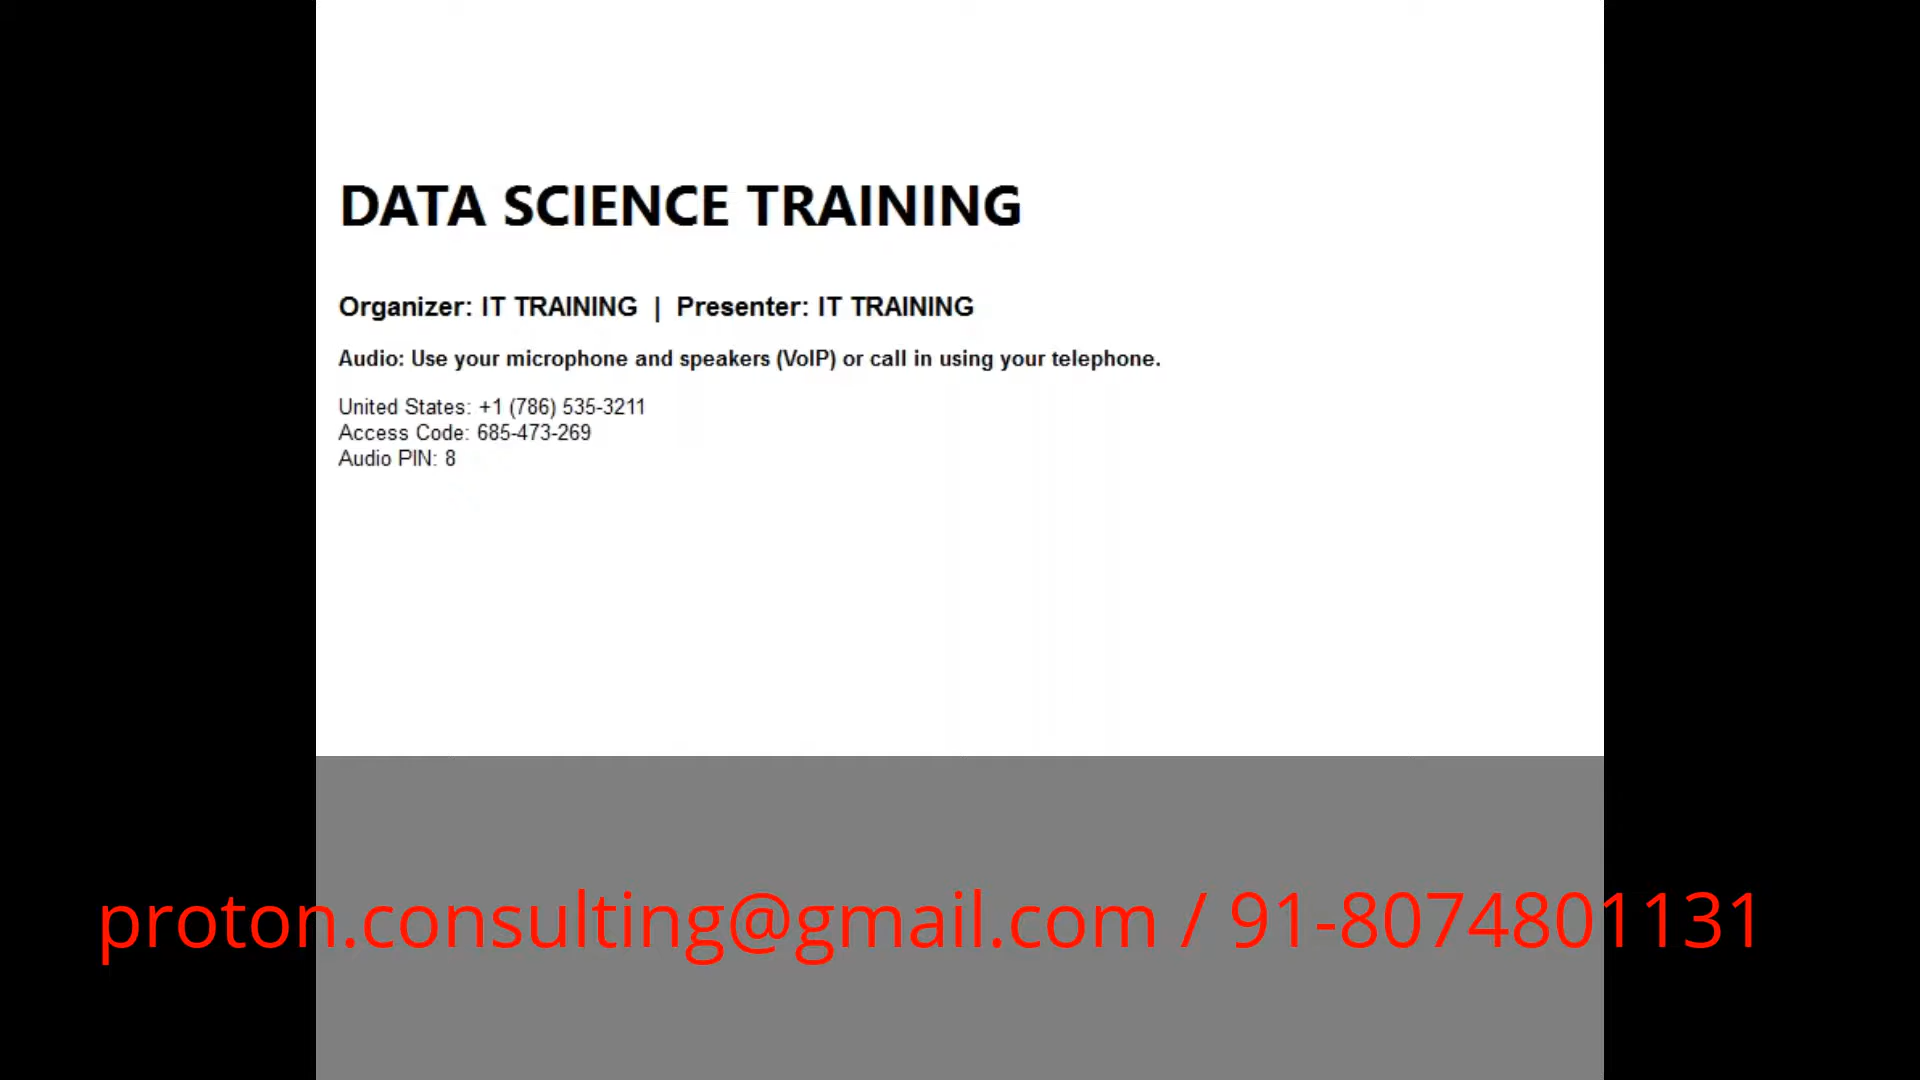 DATA SCIENCE TRAINING
Organizer: IT TRAINING | Presenter: IT TRAINING
Audio: Use your microphone and speakers (VoIP) or call in using your telephone.
United States: +1 (786) 535-3211
Access Code: 685-473-269
Audio PIN: 8
proton.consulting@gmail.com / 91-8074801131